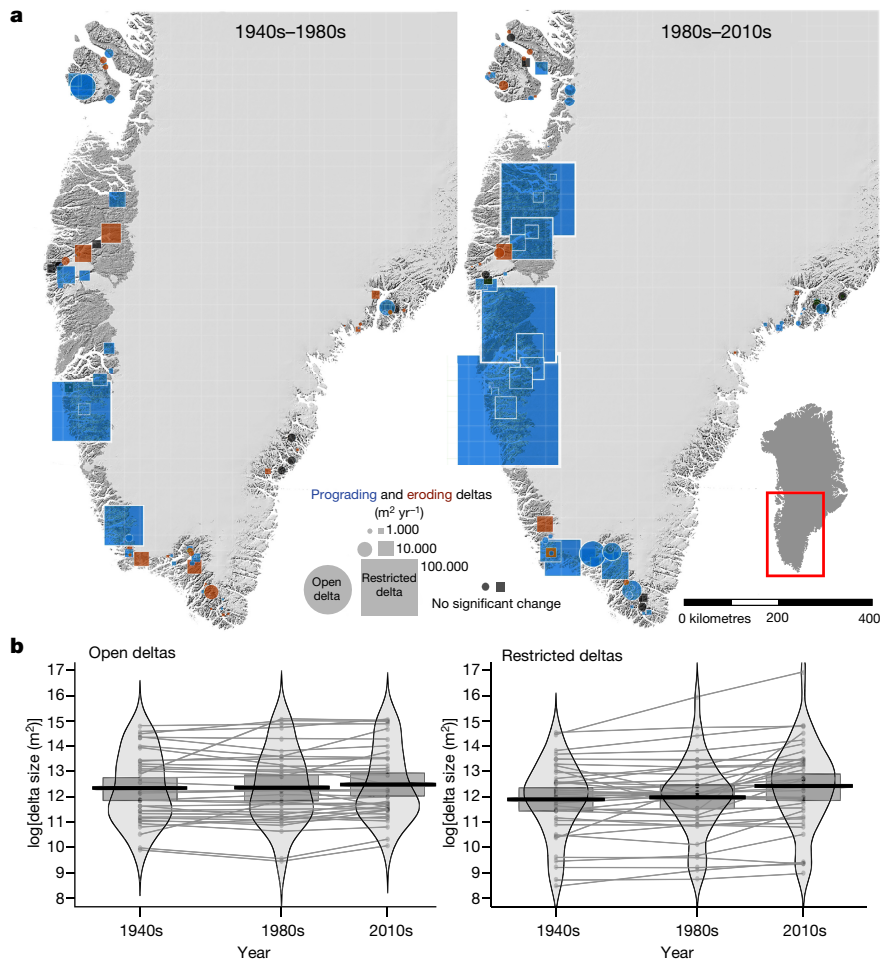 a
1940s–1980s
1980s–2010s
Prograding and eroding deltas
(m² yr⁻¹)
1.000
10.000
100.000
Open
delta
Restricted
delta
No significant change
0 kilometres
200
400
b
Open deltas
17
16
15
14
13
12
11
10
9
8
log[delta size (m²)]
1940s
1980s
2010s
Year
Restricted deltas
17
16
15
14
13
12
11
10
9
8
log[delta size (m²)]
1940s
1980s
2010s
Year